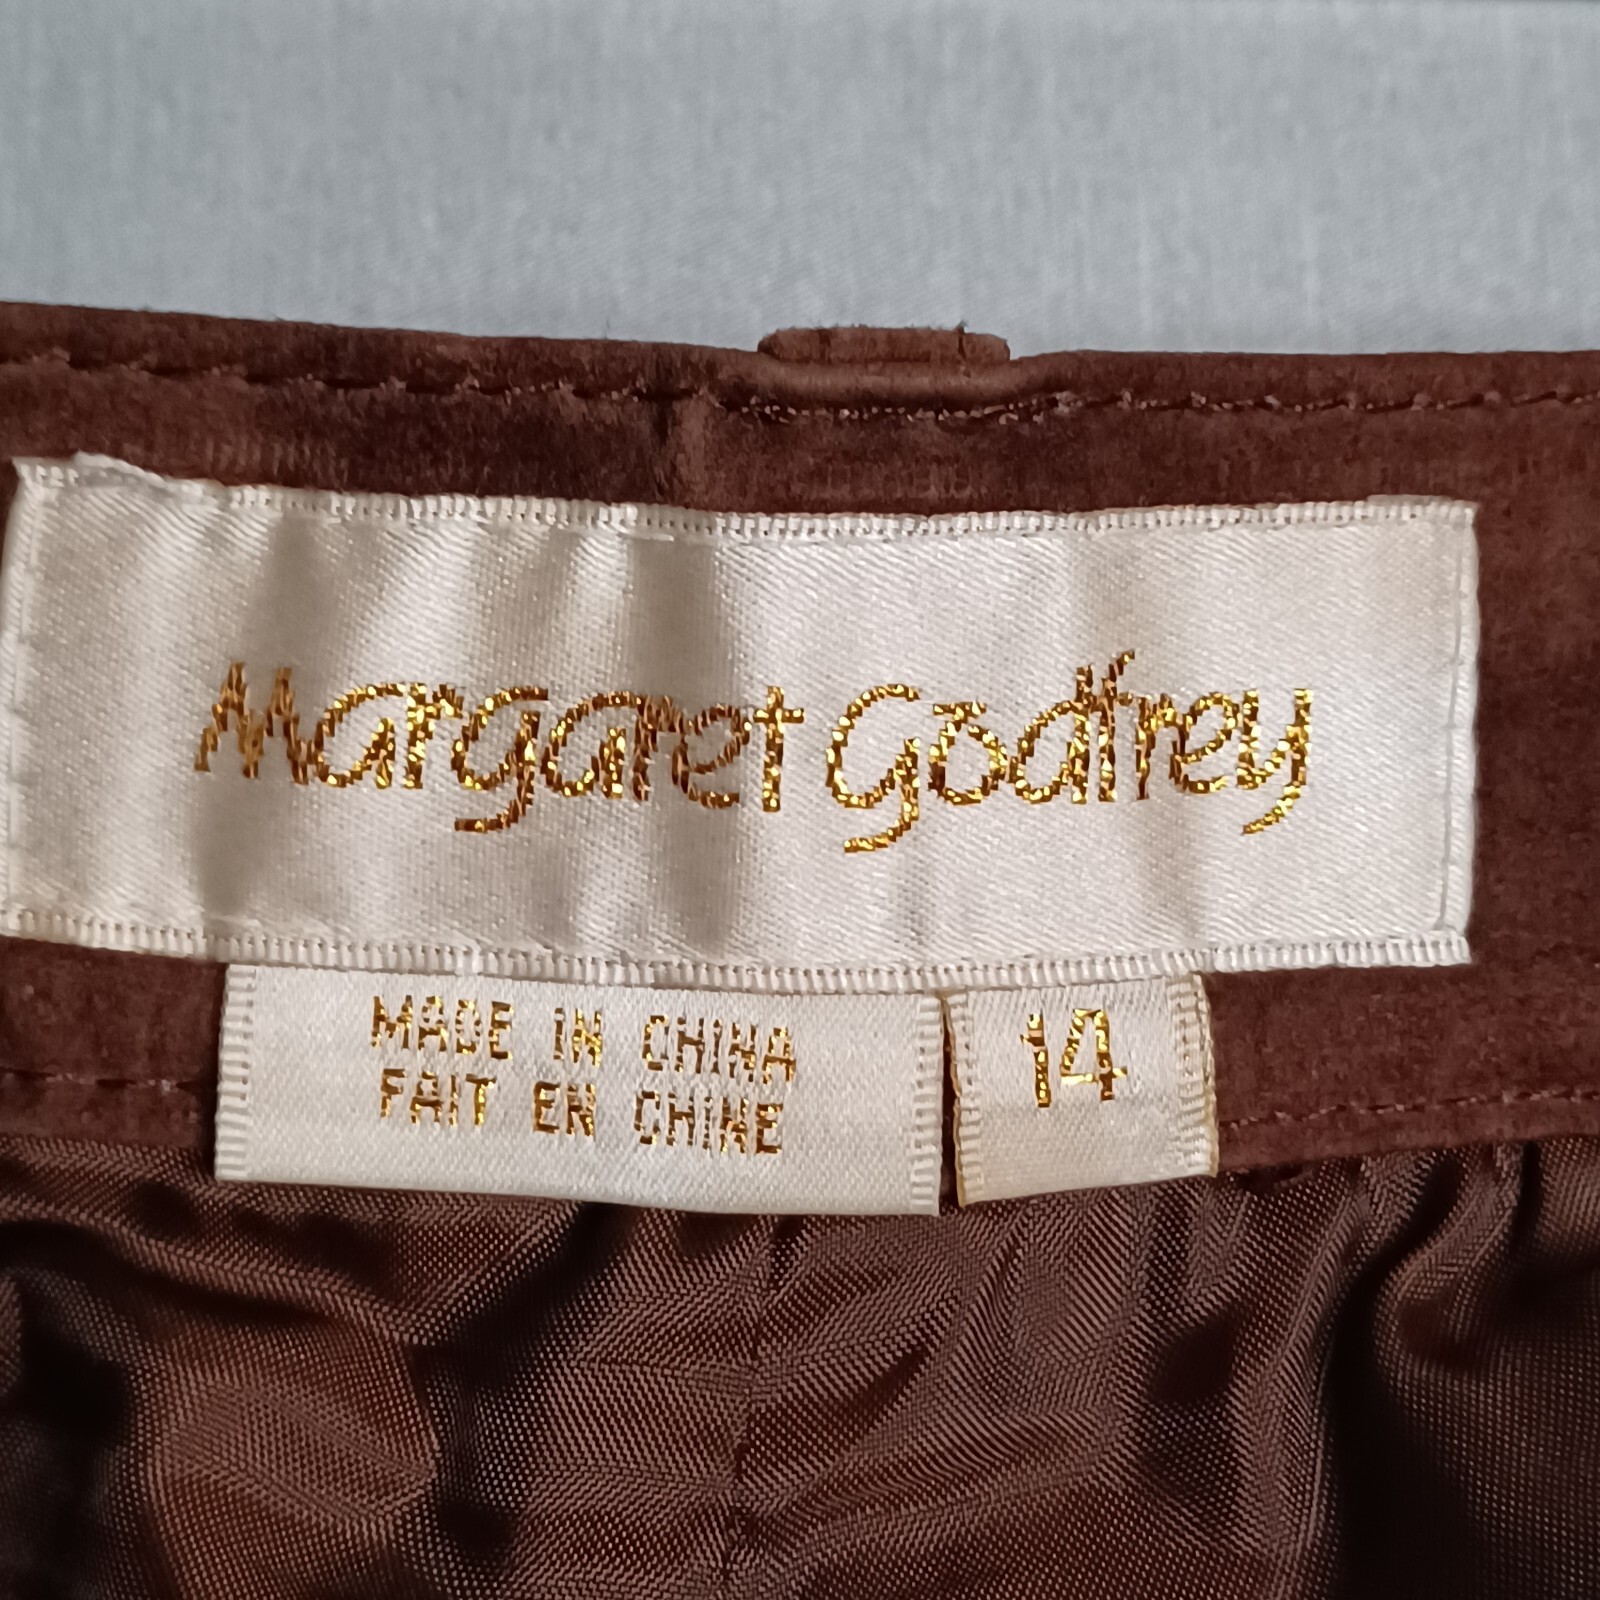 Margaret Godfrey
MADE IN CHINA
FAIT EN CHINE
14